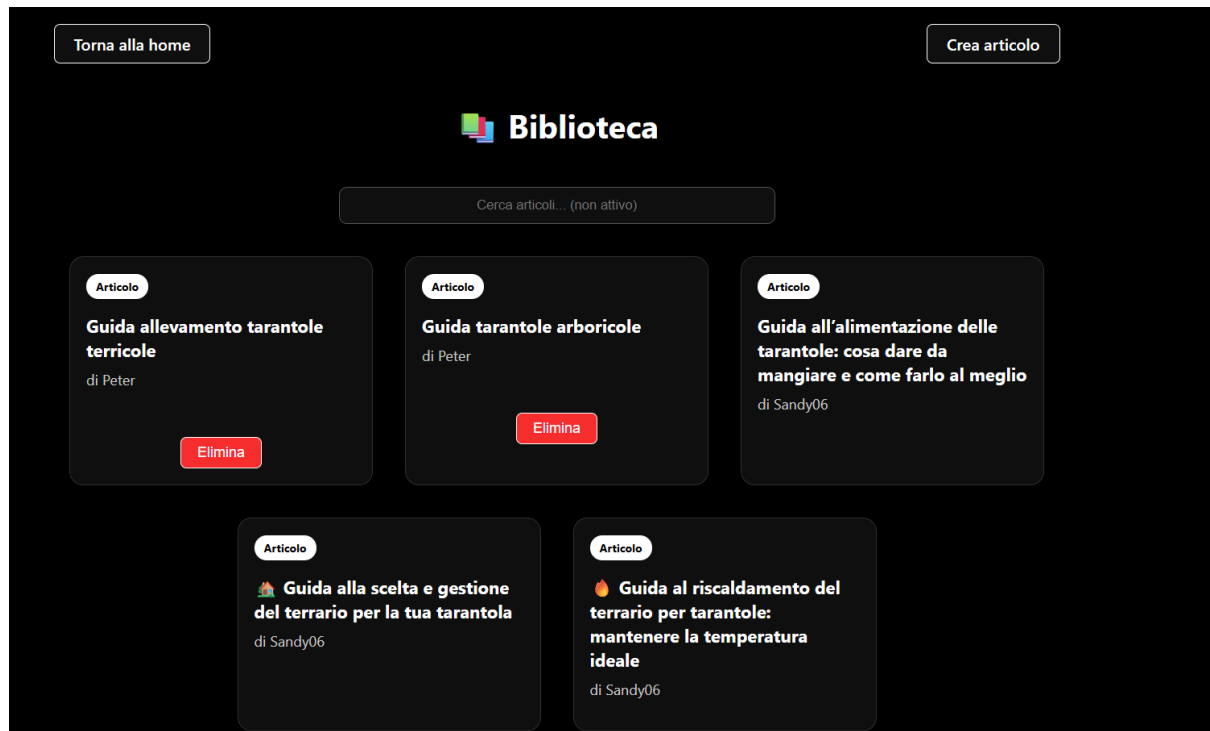 Torna alla home
Crea articolo
📚 Biblioteca
Cerca articoli... (non attivo)
Articolo
Guida allevamento tarantole
terricole
di Peter
Elimina
Articolo
Guida tarantole arboricole
di Peter
Elimina
Articolo
Guida all’alimentazione delle
tarantole: cosa dare da
mangiare e come farlo al meglio
di Sandy06
Articolo
🏠 Guida alla scelta e gestione
del terrario per la tua tarantola
di Sandy06
Articolo
🔥 Guida al riscaldamento del
terrario per tarantole:
mantenere la temperatura
ideale
di Sandy06